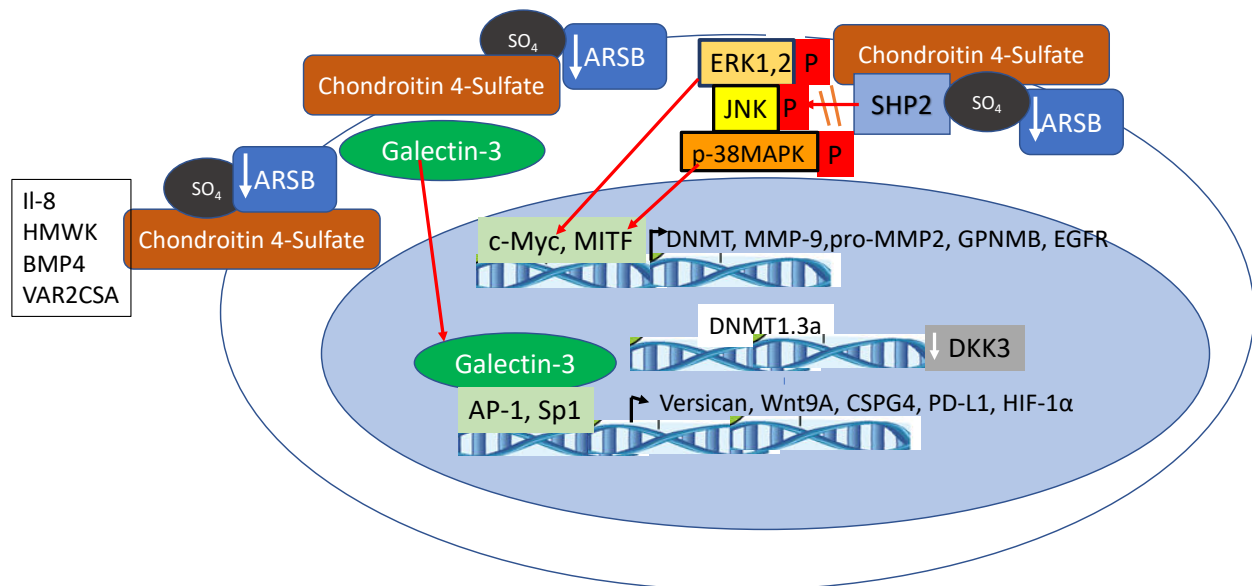 SO4
ARSB
Chondroitin 4-Sulfate
ERK1,2 P
JNK P
p-38MAPK P
Chondroitin 4-Sulfate
SHP2
SO4
ARSB
Galectin-3
SO4
ARSB
Chondroitin 4-Sulfate
Il-8
HMWK
BMP4
VAR2CSA
c-Myc, MITF
DNMT, MMP-9,pro-MMP2, GPNMB, EGFR
DNMT1.3a
DKK3
Galectin-3
AP-1, Sp1
Versican, Wnt9A, CSPG4, PD-L1, HIF-1α